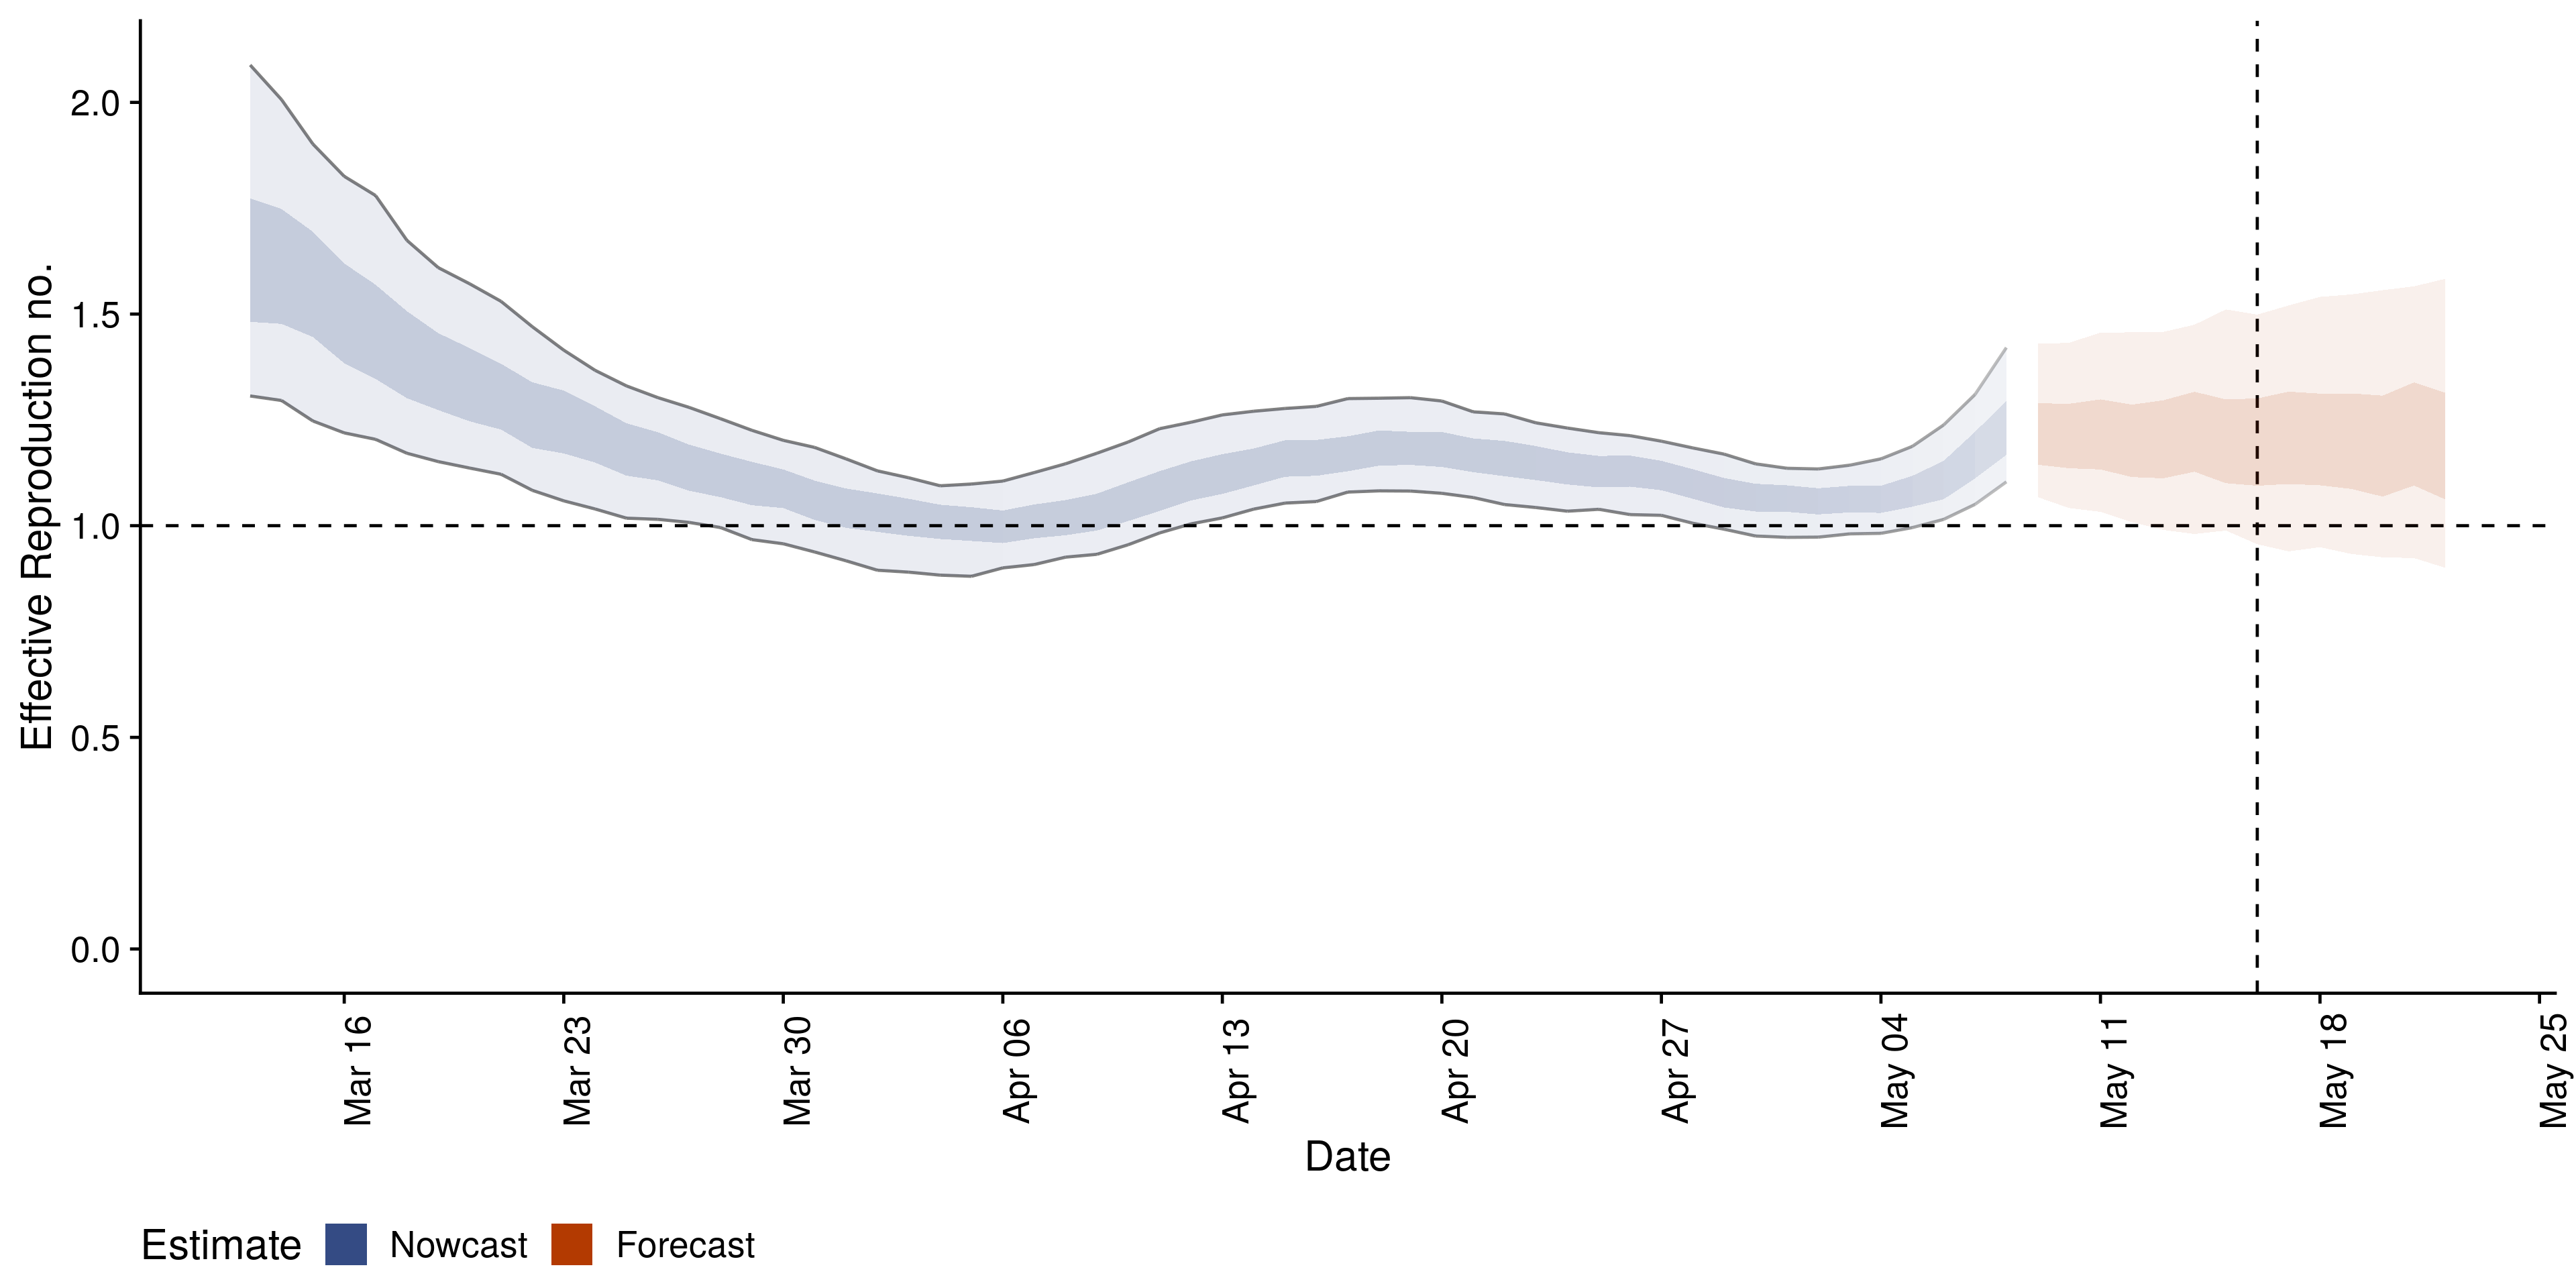 Effective Reproduction no.
2.0
1.5
1.0
0.5
0.0
Mar 16
Mar 23
Mar 30
Apr 06
Apr 13
Apr 20
Apr 27
May 04
May 11
May 18
May 25
Date
Estimate Nowcast Forecast